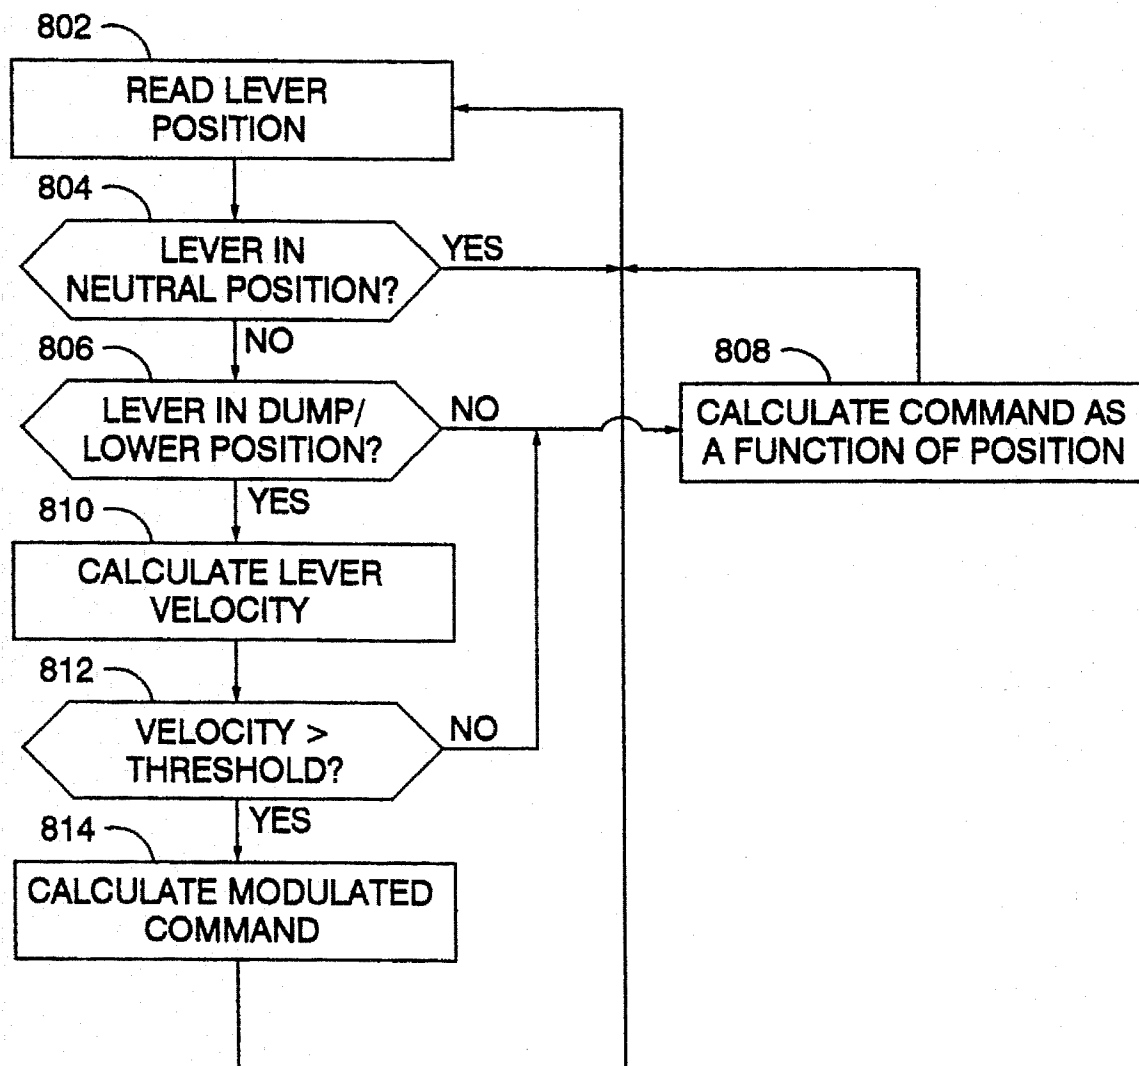 802
READ LEVER
POSITION
804
LEVER IN
NEUTRAL POSITION?
YES
NO
806
LEVER IN DUMP/
LOWER POSITION?
NO
808
CALCULATE COMMAND AS
A FUNCTION OF POSITION
YES
810
CALCULATE LEVER
VELOCITY
812
VELOCITY >
THRESHOLD?
NO
YES
814
CALCULATE MODULATED
COMMAND